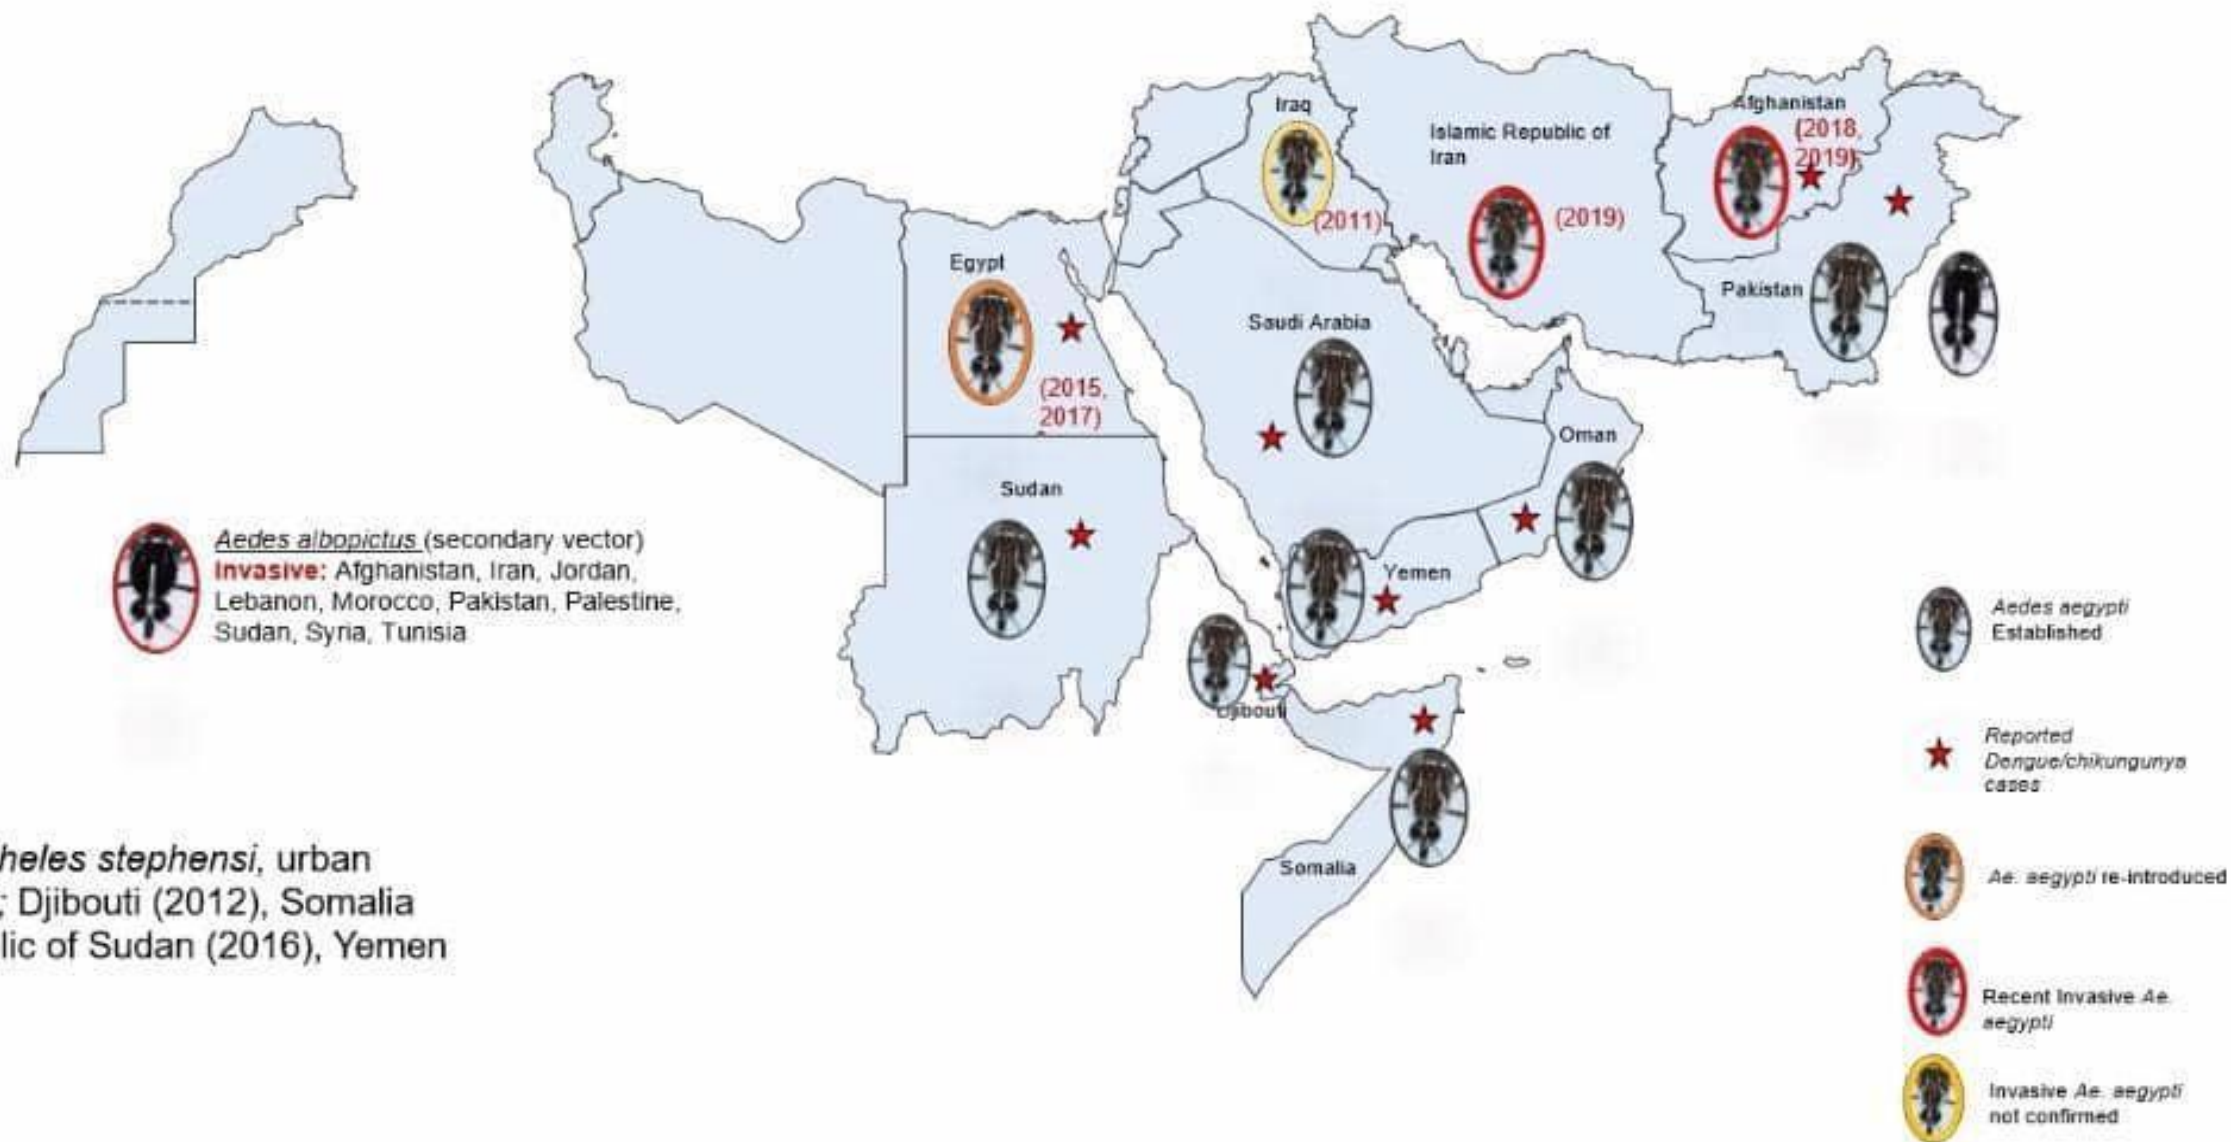 Iraq
(2011)
Islamic Republic of
Iran
(2019)
Afghanistan
(2018,
2019)
Pakistan
Egypt
(2015,
2017)
Saudi Arabia
Oman
Sudan
Yemen
Djibouti
Somalia
Aedes albopictus (secondary vector)
Invasive: Afghanistan, Iran, Jordan,
Lebanon, Morocco, Pakistan, Palestine,
Sudan, Syria, Tunisia
heles stephensi, urban
; Djibouti (2012), Somalia
lic of Sudan (2016), Yemen
Aedes aegypti
Established
Reported
Dengue/chikungunya
cases
Ae. aegypti re-introduced
Recent Invasive Ae.
aegypti
Invasive Ae. aegypti
not confirmed